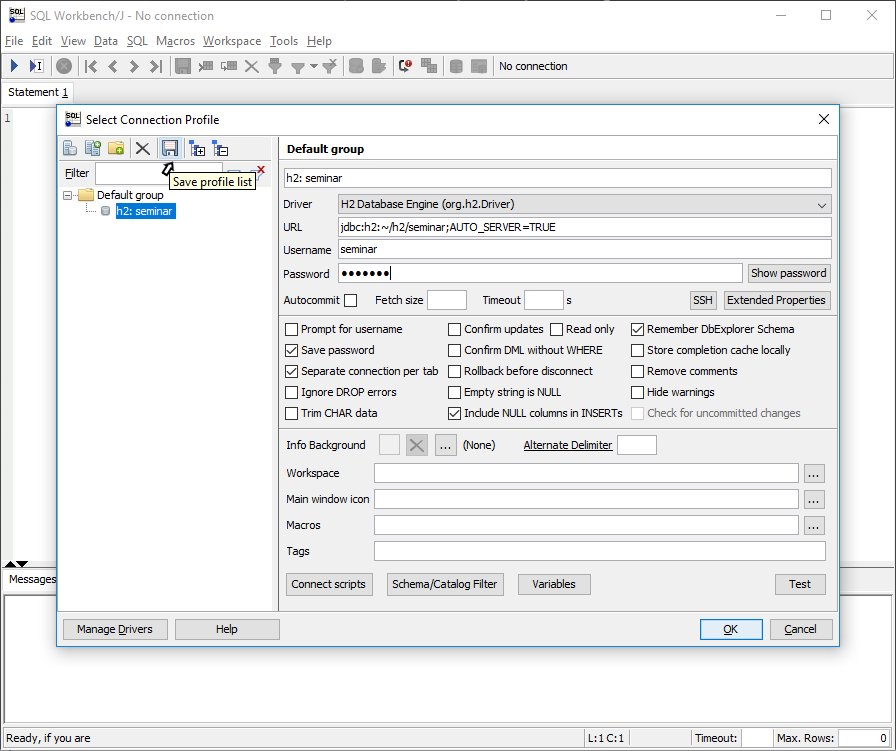 SQL Workbench/J - No connection
File Edit View Data SQL Macros Workspace Tools Help
No connection
Statement 1
1
Select Connection Profile
Filter
Save profile list
Default group
h2: seminar
Default group
h2: seminar
Driver H2 Database Engine (org.h2.Driver)
URL jdbc:h2:~/h2/seminar;AUTO_SERVER=TRUE
Username seminar
Password ●●●●●●● Show password
Autocommit Fetch size Timeout s SSH Extended Properties
Prompt for username Confirm updates Read only Remember DbExplorer Schema
Save password Confirm DML without WHERE Store completion cache locally
Separate connection per tab Rollback before disconnect Remove comments
Ignore DROP errors Empty string is NULL Hide warnings
Trim CHAR data Include NULL columns in INSERTs Check for uncommitted changes
Info Background ... (None) Alternate Delimiter
Workspace ...
Main window icon ...
Macros ...
Tags
Connect scripts Schema/Catalog Filter Variables Test
Manage Drivers Help OK Cancel
Messages
Ready, if you are L:1 C:1 Timeout: Max. Rows: 0